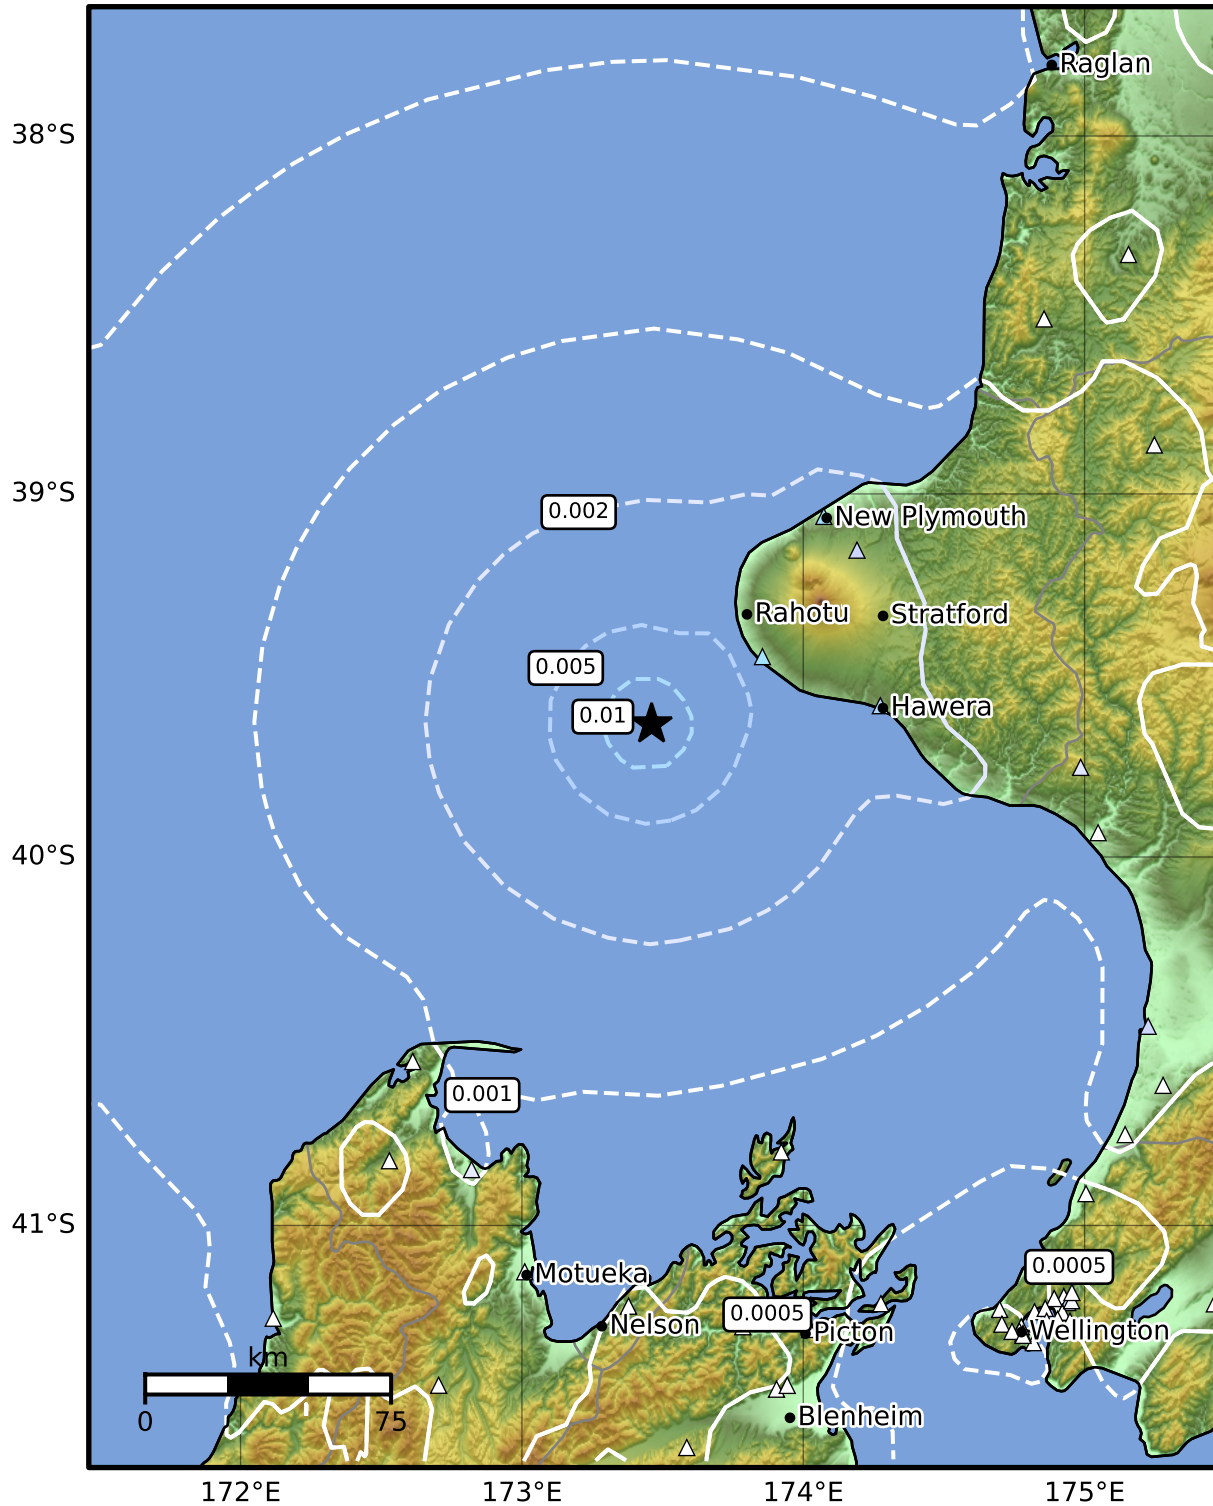 Raglan
38°S
39°S
0.002
New Plymouth
Rahotu
Stratford
0.005
0.01
Hawera
40°S
0.001
41°S
0.0005
Motueka
Nelson
0.0005
Picton
Wellington
km
0
75
Blenheim
172°E
173°E
174°E
175°E